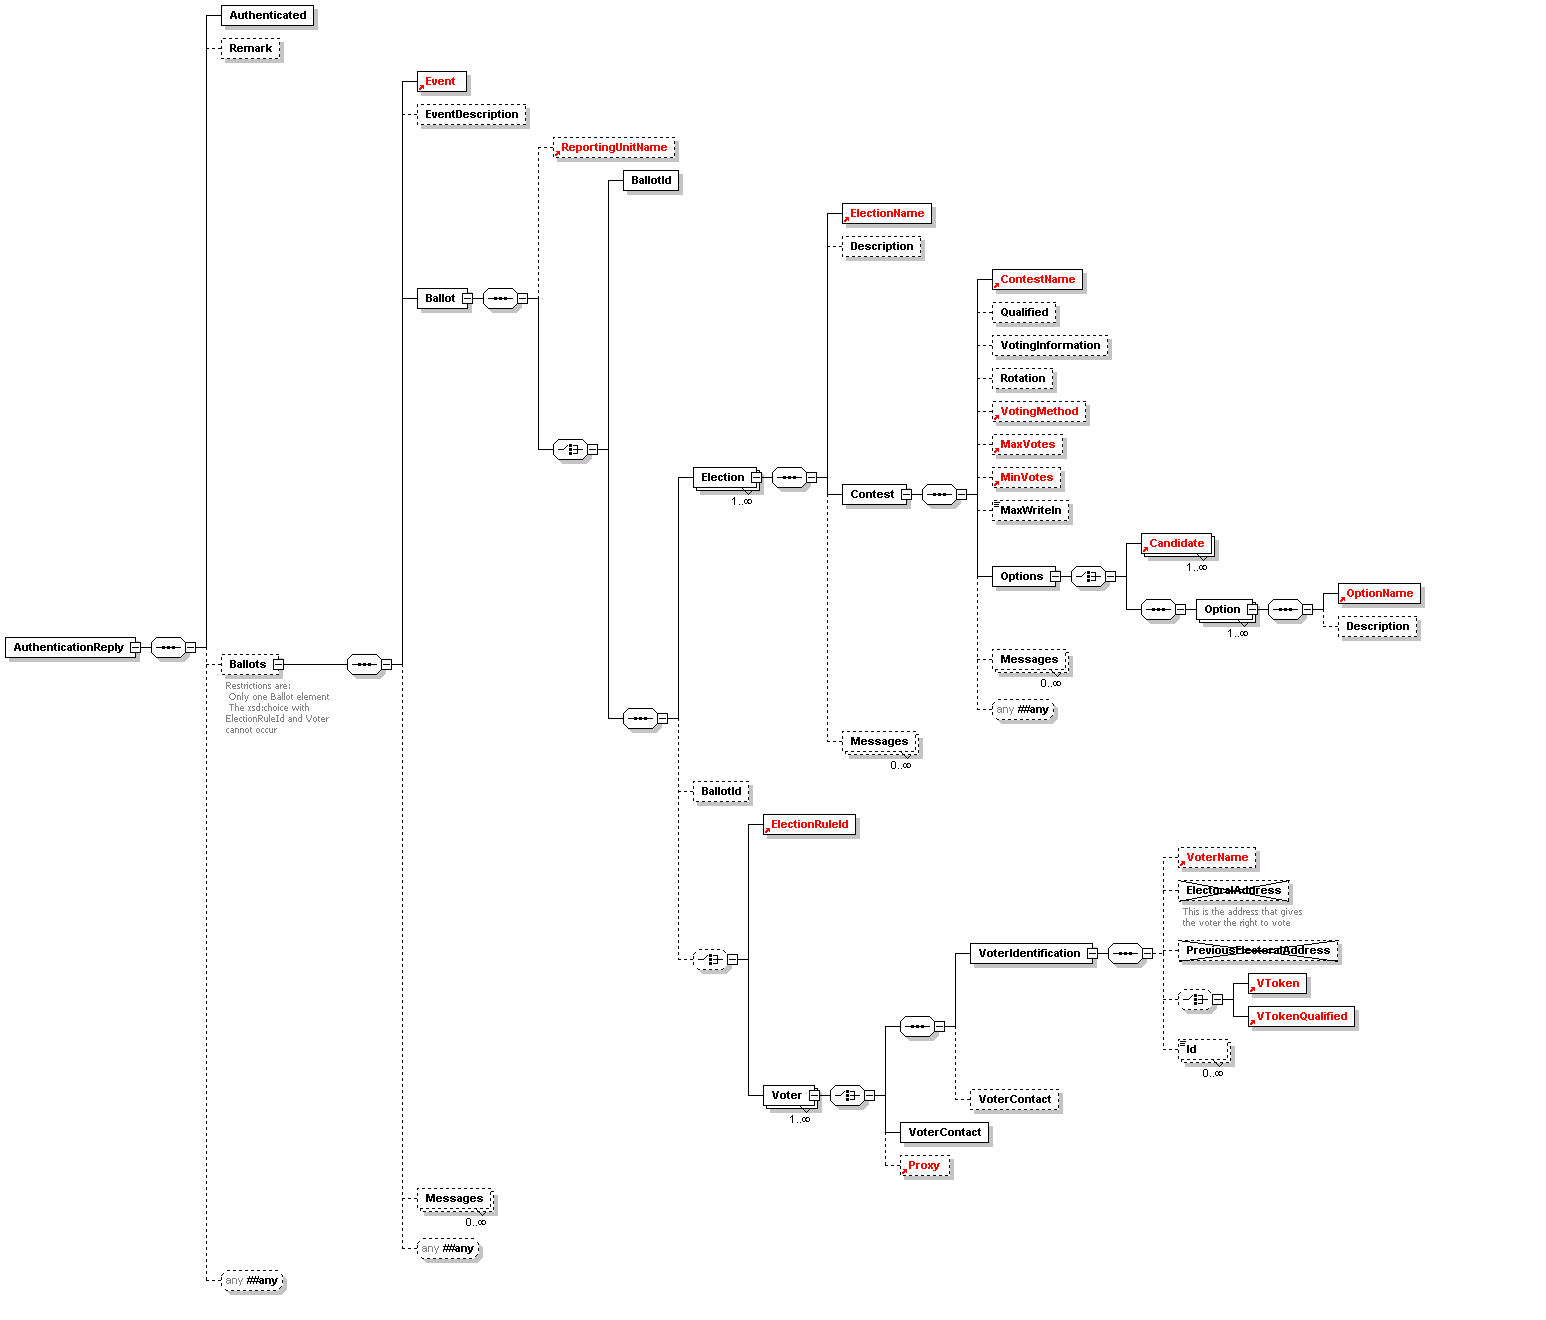 Authenticated
Remark
Event
EventDescription
ReportingUnitName
BallotId
ElectionName
Description
ContestName
Ballot
Qualified
VotingInformation
Rotation
VotingMethod
MaxVotes
Election
1..∞
MinVotes
Contest
MaxWriteIn
Candidate
1..∞
Options
OptionName
Option
1..∞
Description
AuthenticationReply
Ballots
Restrictions are:
Only one Ballot element
The xsd:choice with
ElectionRuleId and Voter
cannot occur
Messages
0..∞
any ##any
Messages
0..∞
BallotId
ElectionRuleId
VoterName
ElectoralAddress
This is the address that gives
the voter the right to vote
VoterIdentification
PreviousElectoralAddress
VToken
VTokenQualified
Id
0..∞
Voter
1..∞
VoterContact
VoterContact
Proxy
Messages
0..∞
any ##any
any ##any